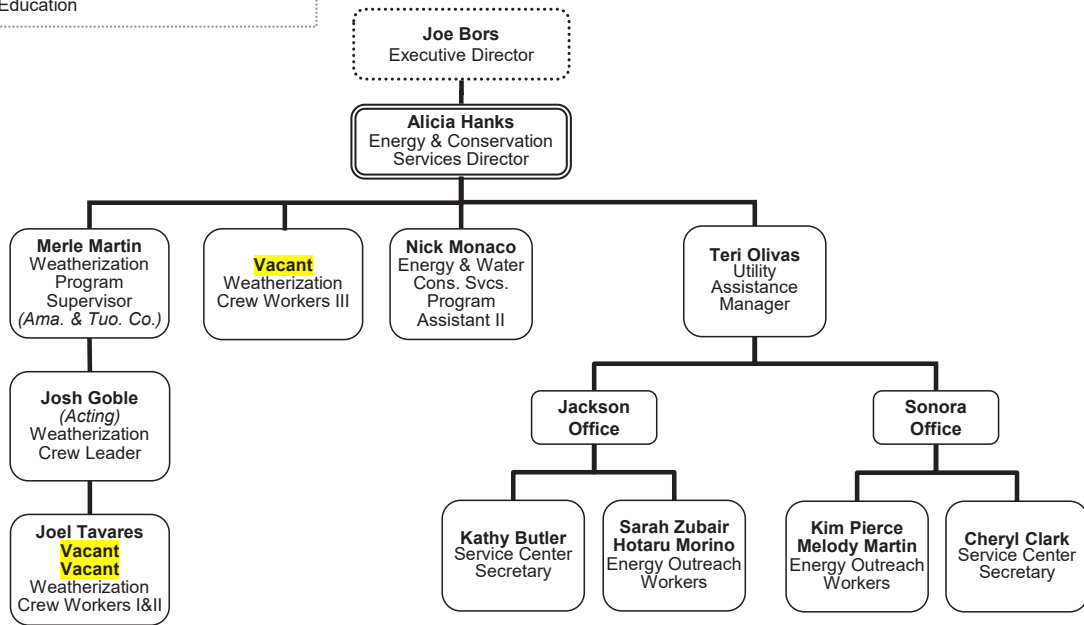 Education
Joe Bors
Executive Director
Alicia Hanks
Energy & Conservation
Services Director
Merle Martin
Weatherization
Program
Supervisor
(Ama. & Tuo. Co.)
Vacant
Weatherization
Crew Workers III
Nick Monaco
Energy & Water
Cons. Svcs.
Program
Assistant II
Teri Olivas
Utility
Assistance
Manager
Josh Goble
(Acting)
Weatherization
Crew Leader
Jackson
Office
Sonora
Office
Joel Tavares
Vacant
Vacant
Weatherization
Crew Workers I&II
Kathy Butler
Service Center
Secretary
Sarah Zubair
Hotaru Morino
Energy Outreach
Workers
Kim Pierce
Melody Martin
Energy Outreach
Workers
Cheryl Clark
Service Center
Secretary